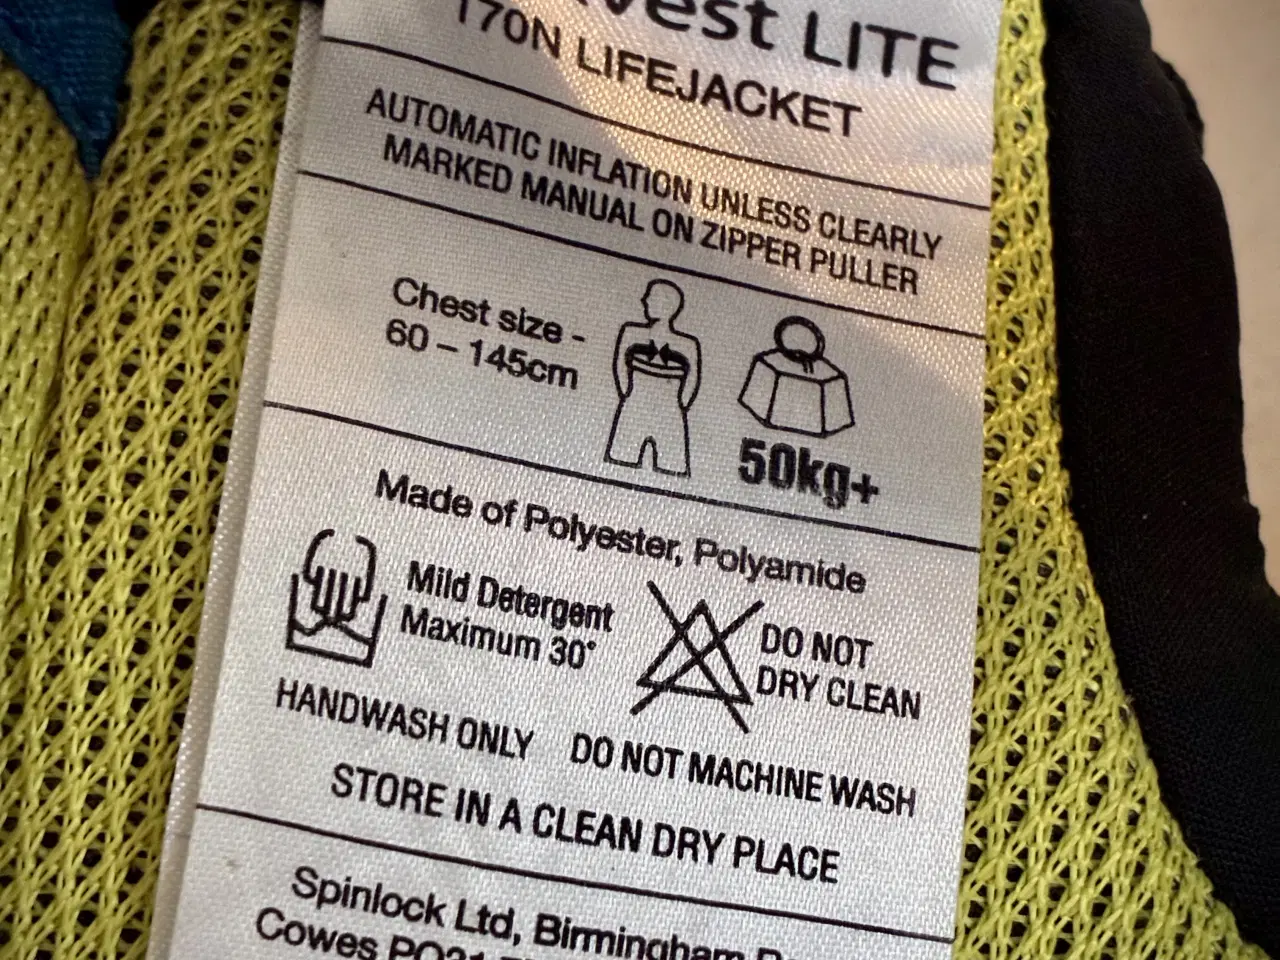 vest LITE
170N LIFEJACKET
AUTOMATIC INFLATION UNLESS CLEARLY
MARKED MANUAL ON ZIPPER PULLER
Chest size -
60 – 145cm
50kg+
Made of Polyester, Polyamide
Mild Detergent
Maximum 30°
DO NOT
DRY CLEAN
HANDWASH ONLY DO NOT MACHINE WASH
STORE IN A CLEAN DRY PLACE
Spinlock Ltd, Birmingham
Cowes PO31